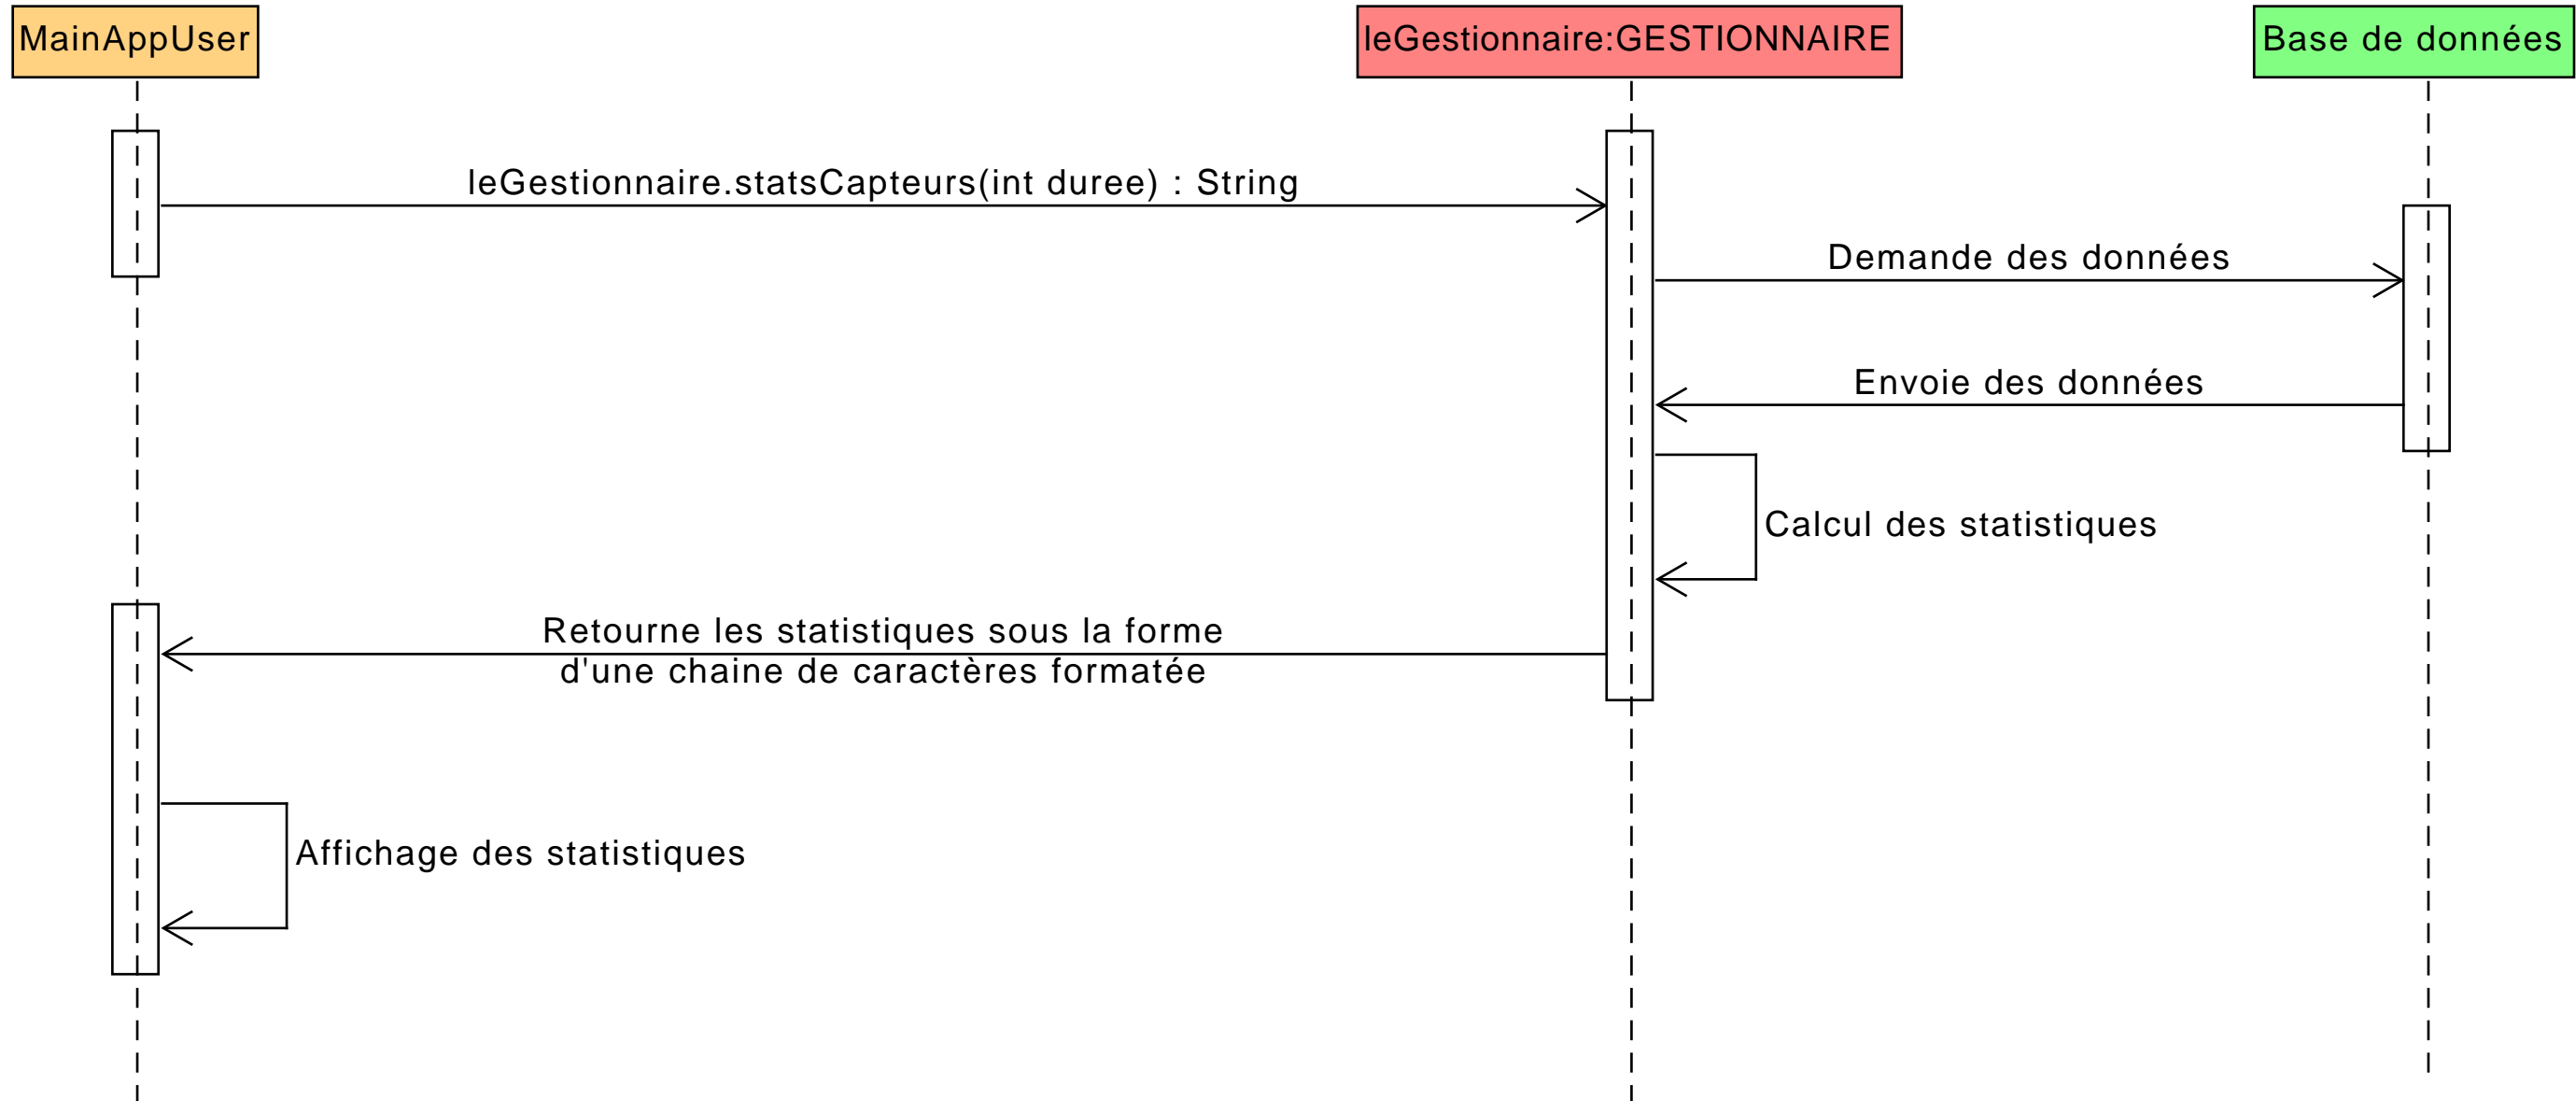 MainAppUser
leGestionnaire:GESTIONNAIRE
Base de données
leGestionnaire.statsCapteurs(int duree) : String
Demande des données
Envoie des données
Calcul des statistiques
Retourne les statistiques sous la forme
d'une chaine de caractères formatée
Affichage des statistiques